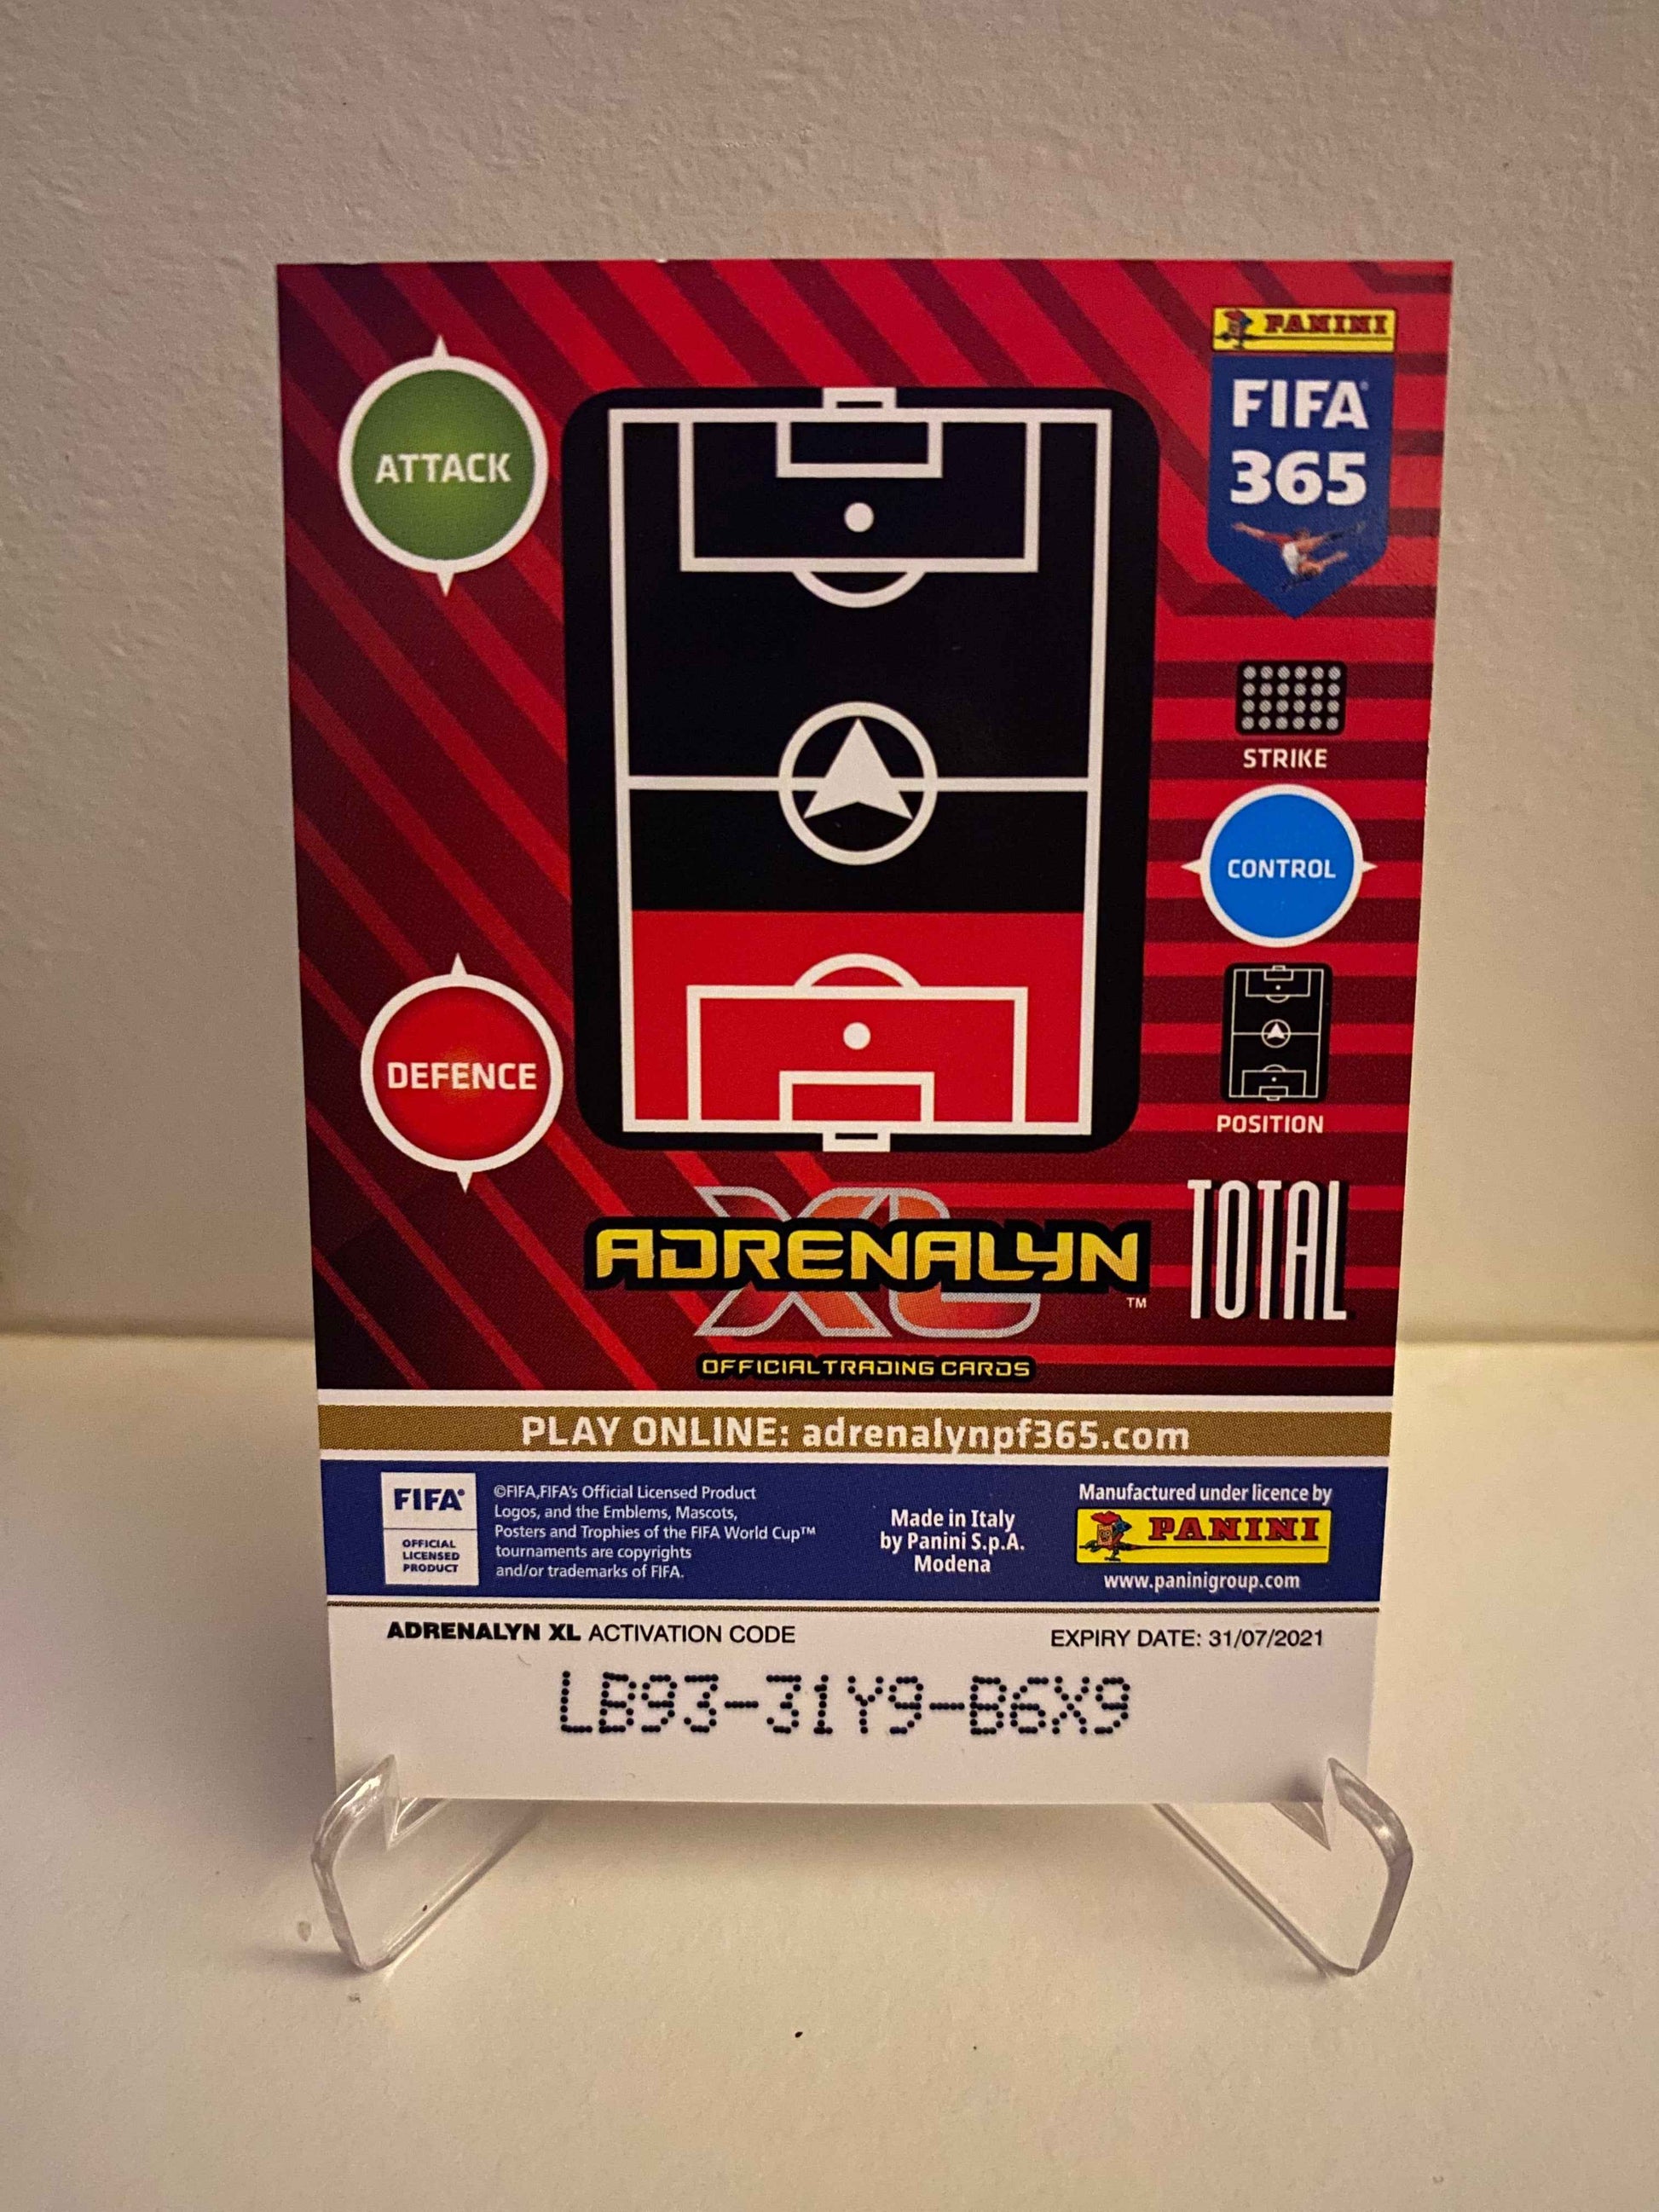 PANINI
FIFA
365
ATTACK
STRIKE
CONTROL
DEFENCE
POSITION
XL
ADRENALYN™
TOTAL
OFFICIAL TRADING CARDS
PLAY ONLINE: adrenalynpf365.com
FIFA®
OFFICIAL
LICENSED
PRODUCT
©FIFA,FIFA's Official Licensed Product
Logos, and the Emblems, Mascots,
Posters and Trophies of the FIFA World Cup™
tournaments are copyrights
and/or trademarks of FIFA.
Made in Italy
by Panini S.p.A.
Modena
Manufactured under licence by
PANINI
www.paninigroup.com
ADRENALYN XL ACTIVATION CODE
EXPIRY DATE: 31/07/2021
LB93-31Y9-B6X9